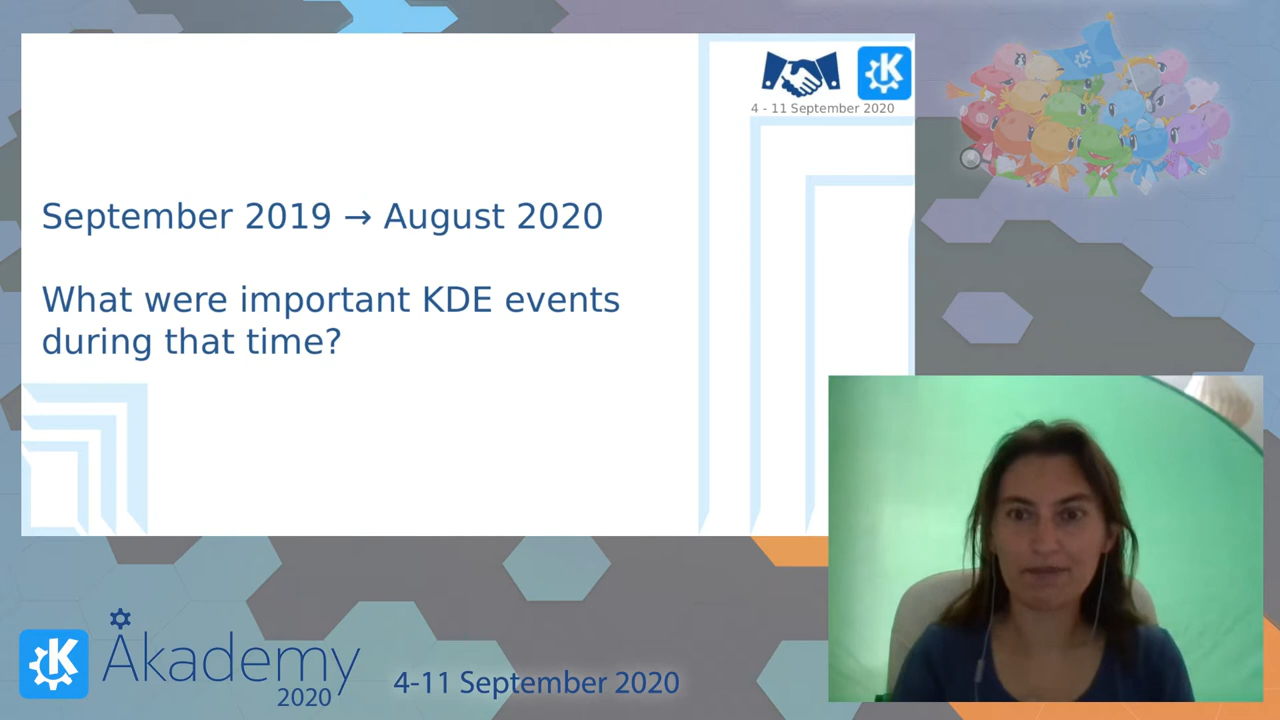 4 - 11 September 2020
September 2019 → August 2020
What were important KDE events
during that time?
Akademy
2020
4-11 September 2020